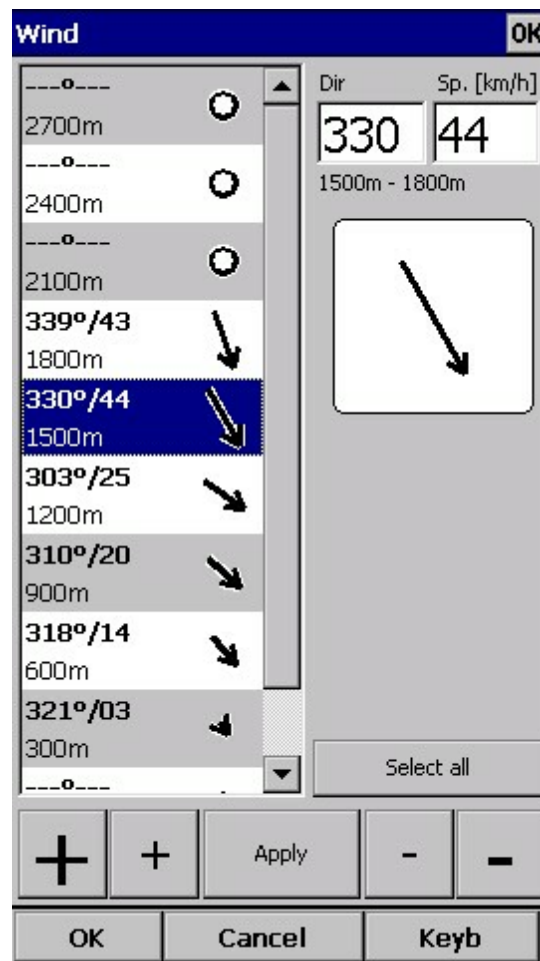 Wind OK
---º---
2700m
---º---
2400m
---º---
2100m
339º/43
1800m
330º/44
1500m
303º/25
1200m
310º/20
900m
318º/14
600m
321º/03
300m
---º---
Dir Sp. [km/h]
330 44
1500m - 1800m
Select all
+ + Apply - -
OK Cancel Keyb